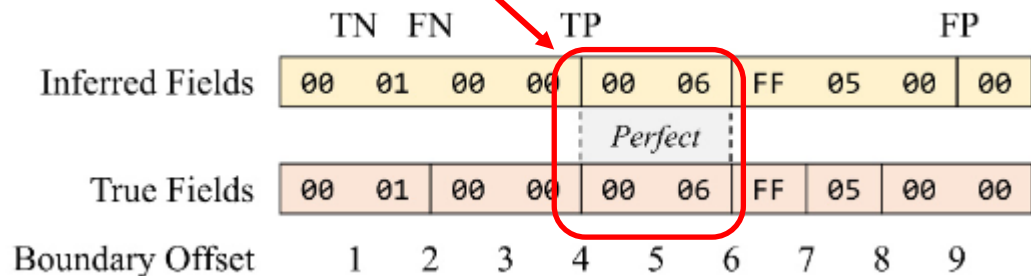 TN FN TP FP
Inferred Fields 00 01 00 00 00 06 FF 05 00 00
Perfect
True Fields 00 01 00 00 00 06 FF 05 00 00
Boundary Offset 1 2 3 4 5 6 7 8 9